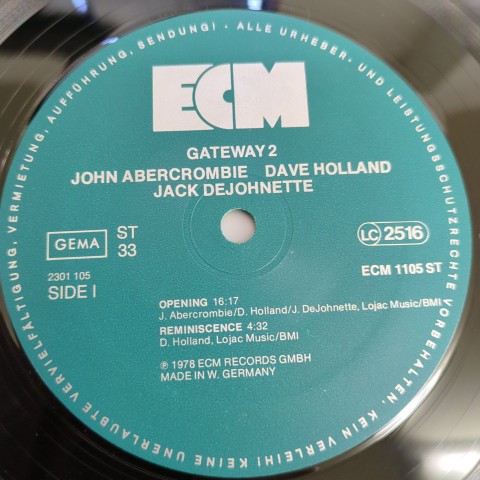 ALLE URHEBER- UND LEISTUNGSSCHUTZRECHTE VORBEHALTEN. KEIN VERLEIH! KEINE UNERLAUBTE VERVIELFÄLTIGUNG, VERMIETUNG, AUFFÜHRUNG, SENDUNG!
ECM
GATEWAY 2
JOHN ABERCROMBIE DAVE HOLLAND
JACK DEJOHNETTE
GEMA
ST
33
LC 2516
2301 105
SIDE I
ECM 1105 ST
OPENING 16:17
J. Abercrombie/D. Holland/J. DeJohnette, Lojac Music/BMI
REMINISCENCE 4:32
D. Holland, Lojac Music/BMI
Ⓟ 1978 ECM RECORDS GMBH
MADE IN W. GERMANY